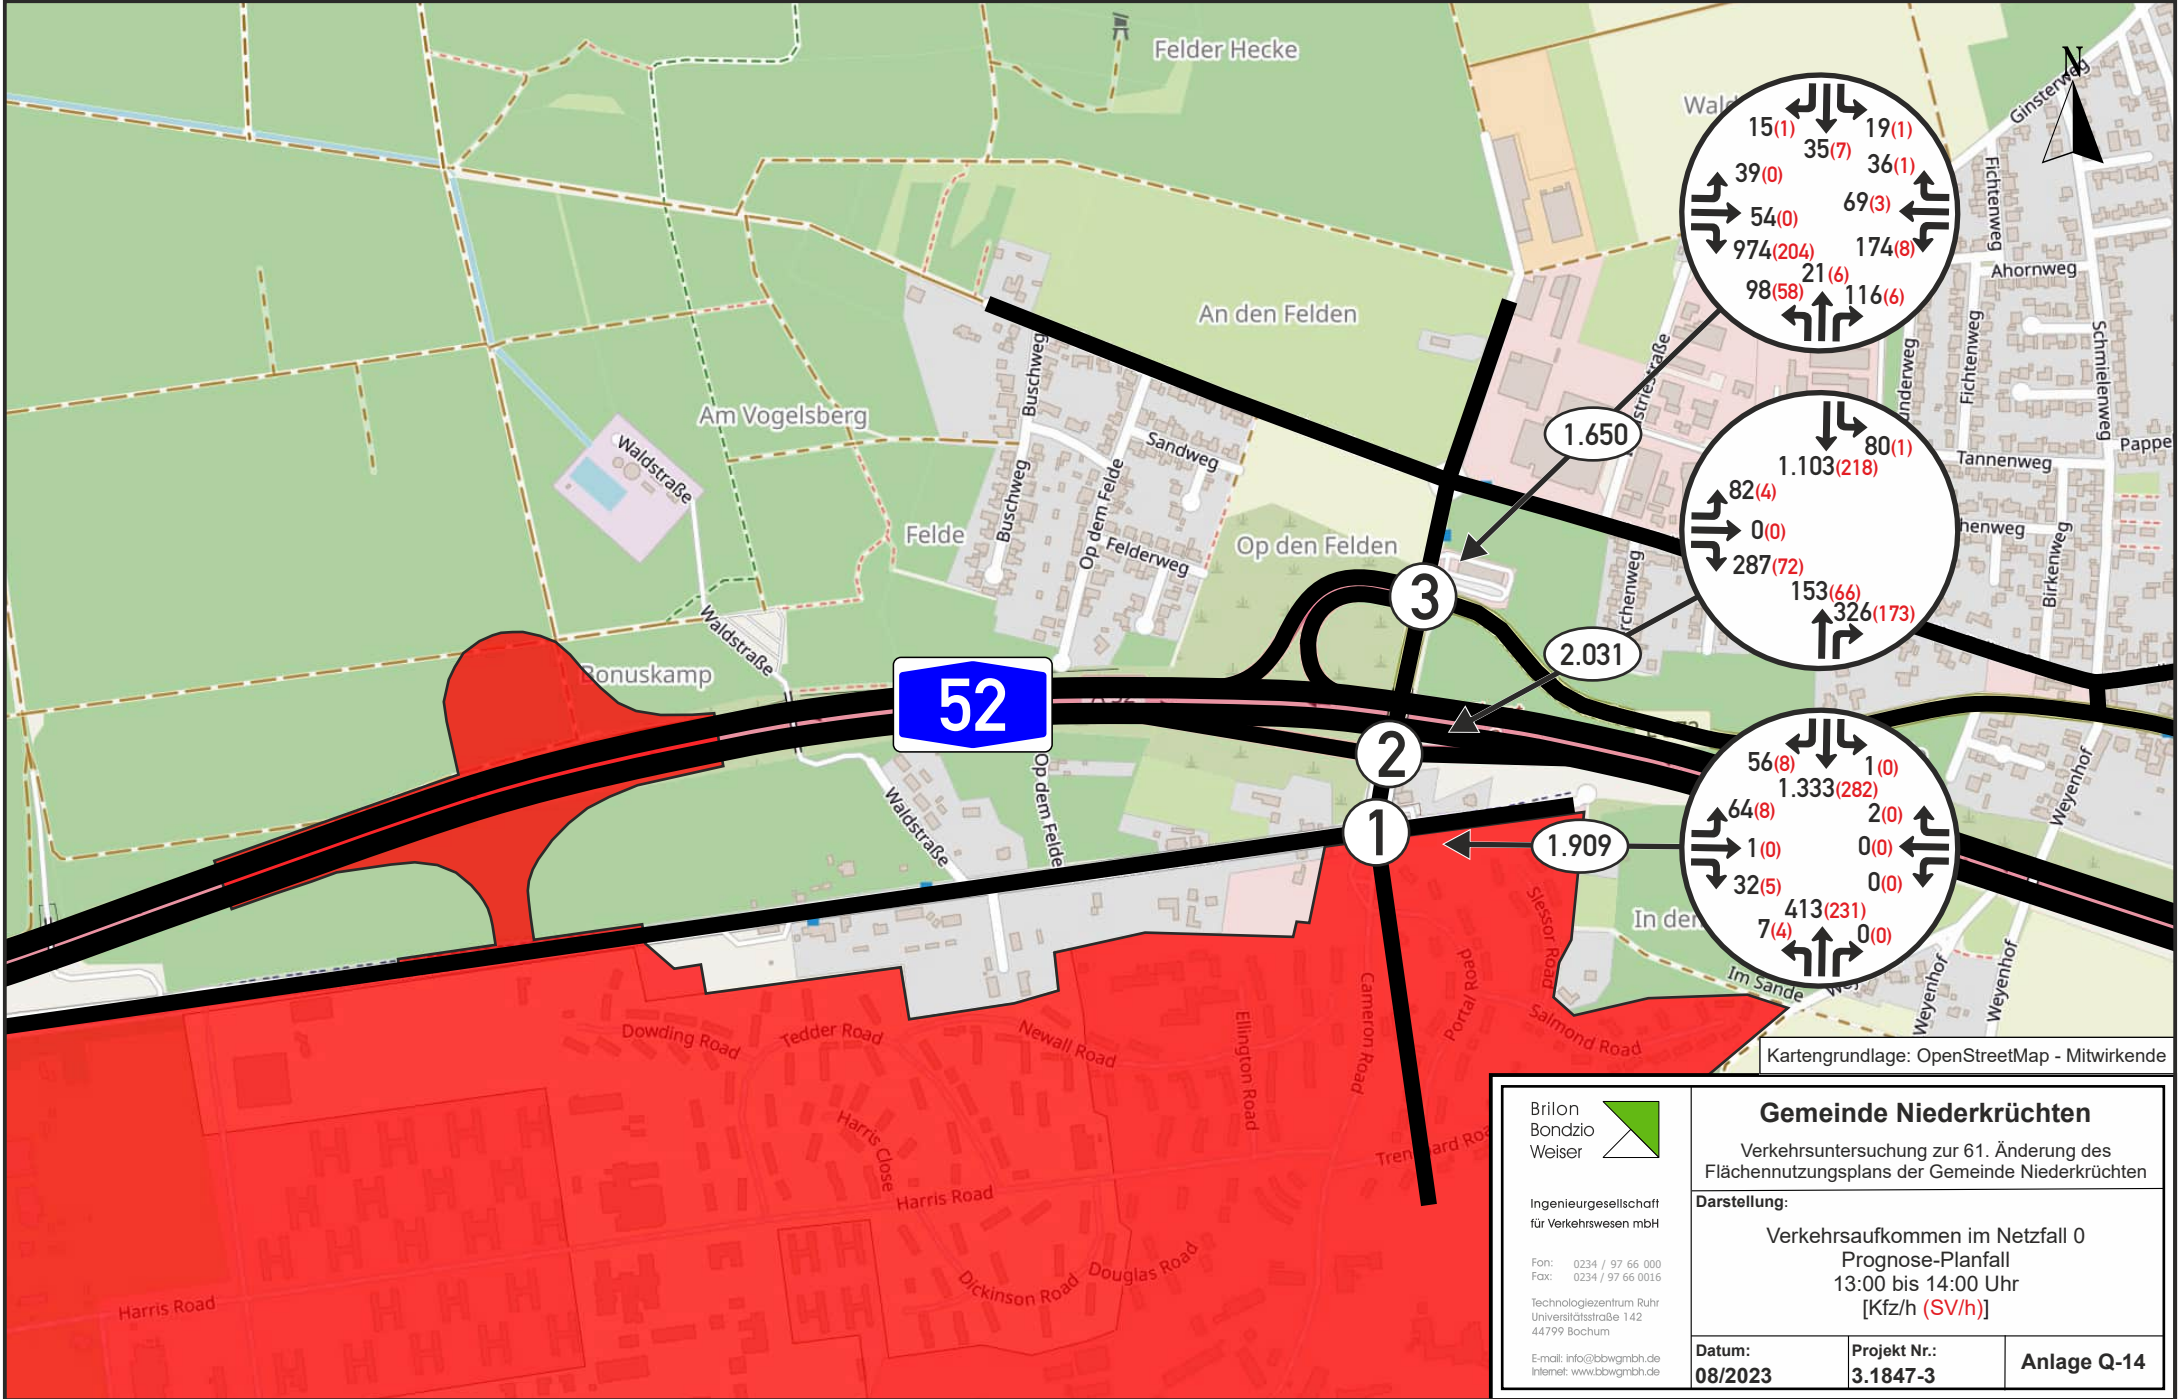 Felder Hecke
N
Ginsterweg
15(1)
19(1)
35(7)
36(1)
39(0)
69(3)
54(0)
174(8)
974(204)
21(6)
98(58)
116(6)
Fichtenweg
Ahornweg
Fichtenweg
Schmielenweg
An den Felden
Buschweg
Am Vogelsberg
1.650
Sandweg
Waldstraße
Buschweg
Op dem Felde
Felderweg
Felde
Op den Felden
80(1)
1.103(218)
82(4)
0(0)
287(72)
153(66)
326(173)
Tannenweg
Birkenweg
3
2.031
Waldstraße
Bonuskamp
52
2
Op dem Felde
Waldstraße
1
1.909
56(8)
1(0)
1.333(282)
64(8)
2(0)
1(0)
0(0)
32(5)
0(0)
413(231)
7(4)
0(0)
Weyenhof
Weyenhof
Weyenhof
Im Sande
Slessor Road
Portal Road
Cameron Road
Salmond Road
Ellington Road
Newall Road
Tedder Road
Dowding Road
Harris Close
Harris Road
Douglas Road
Dickinson Road
Harris Road
Kartengrundlage: OpenStreetMap - Mitwirkende
Brilon
Bondzio
Weiser
Ingenieurgesellschaft
für Verkehrswesen mbH
Fon: 0234 / 97 66 000
Fax: 0234 / 97 66 0016
Technologiezentrum Ruhr
Universitätsstraße 142
44799 Bochum
E-mail: info@bbwgmbh.de
Internet: www.bbwgmbh.de
Gemeinde Niederkrüchten
Verkehrsuntersuchung zur 61. Änderung des
Flächennutzungsplans der Gemeinde Niederkrüchten
Darstellung:
Verkehrsaufkommen im Netzfall 0
Prognose-Planfall
13:00 bis 14:00 Uhr
[Kfz/h (SV/h)]
Datum:
08/2023
Projekt Nr.:
3.1847-3
Anlage Q-14